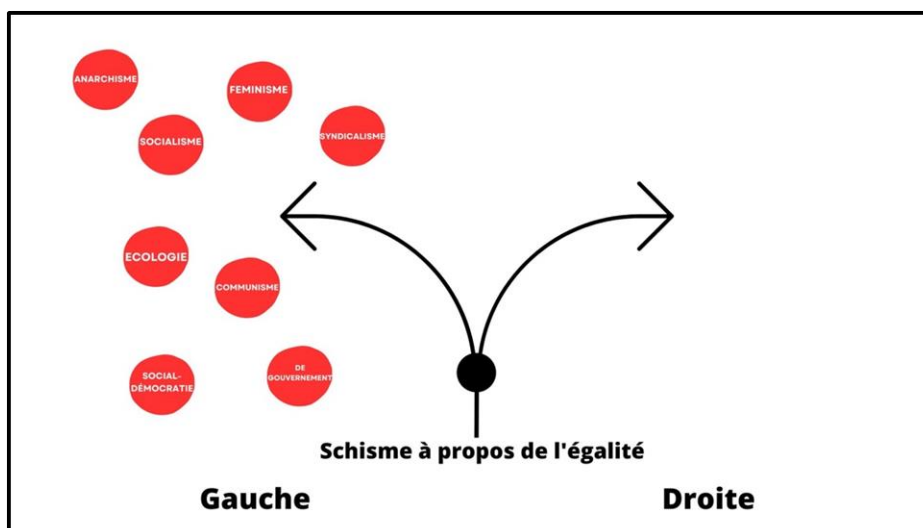 ANARCHISME
FEMINISME
SOCIALISME
SYNDICALISME
ECOLOGIE
COMMUNISME
SOCIAL-
DÉMOCRATIE
DE
GOUVERNEMENT
Schisme à propos de l'égalité
Gauche
Droite